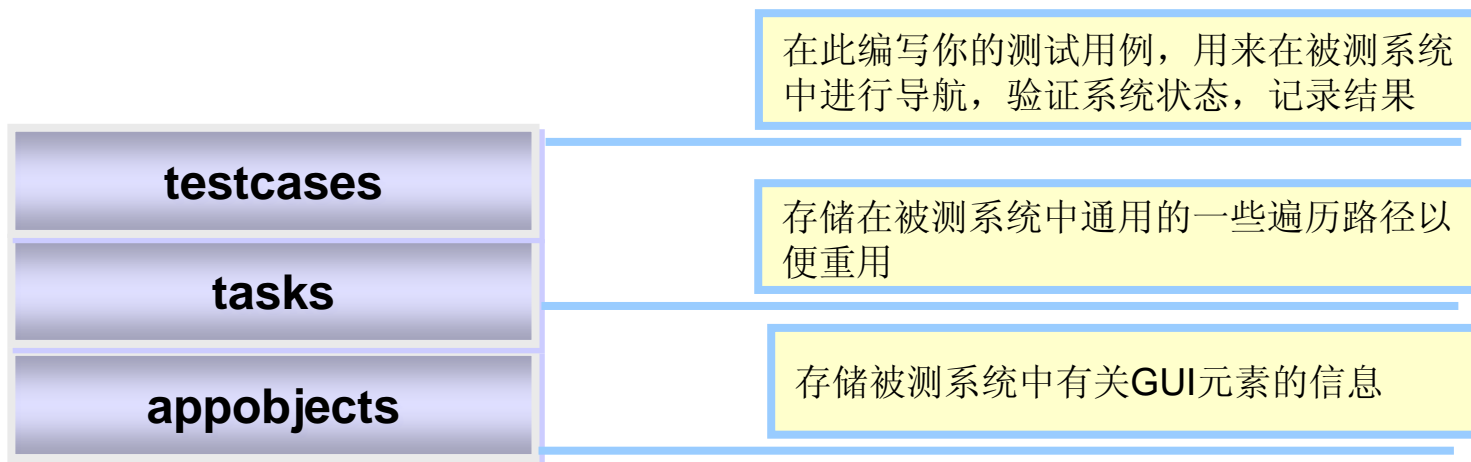 在此编写你的测试用例，用来在被测系统
中进行导航，验证系统状态，记录结果
testcases
存储在被测系统中通用的一些遍历路径以
便重用
tasks
存储被测系统中有关GUI元素的信息
appobjects